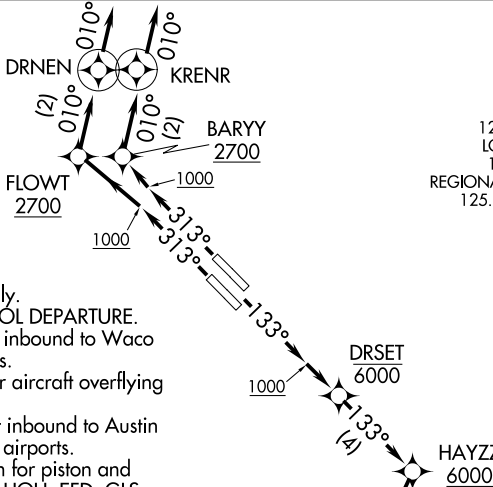 010° 010°
DRNEN KRENR
(2) 010° 010° (2)
BARYY
2700
FLOWT
2700
1000
1000
313°
313°
133°
DRSET
6000
1000
133°
(4)
HAYZZ
6000
12
LO
1
REGIONA
125.
ly.
OL DEPARTURE.
inbound to Waco
s.
r aircraft overflying
r inbound to Austin
airports.
n for piston and